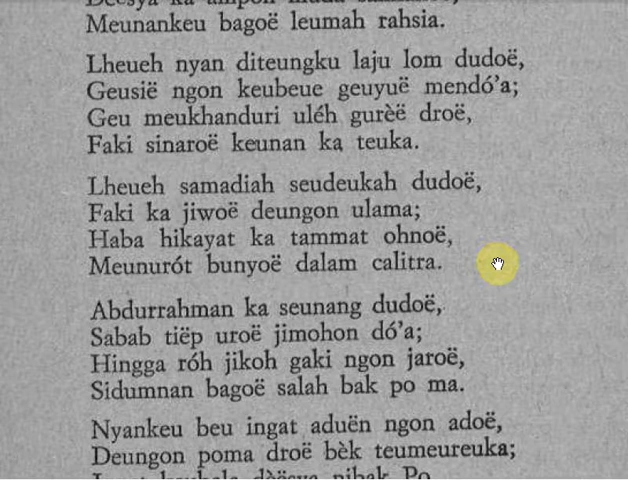 Meunankeu bagoë leumah rahsia.
Lheueh nyan diteungku laju lom dudoë,
Geusië ngon keubeue geuyuë mendó’a;
Geu meukhanduri uléh gurèë droë,
Faki sinaroë keunan ka teuka.
Lheueh samadiah seudeukah dudoë,
Faki ka jiwoë deungon ulama;
Haba hikayat ka tammat ohnoë,
Meunurót bunyoë dalam calitra.
Abdurrahman ka seunang dudoë,
Sabab tiëp uroë jimohon dó’a;
Hingga róh jikoh gaki ngon jaroë,
Sidumnan bagoë salah bak po ma.
Nyankeu beu ingat aduën ngon adoë,
Deungon poma droë bèk teumeureuka;